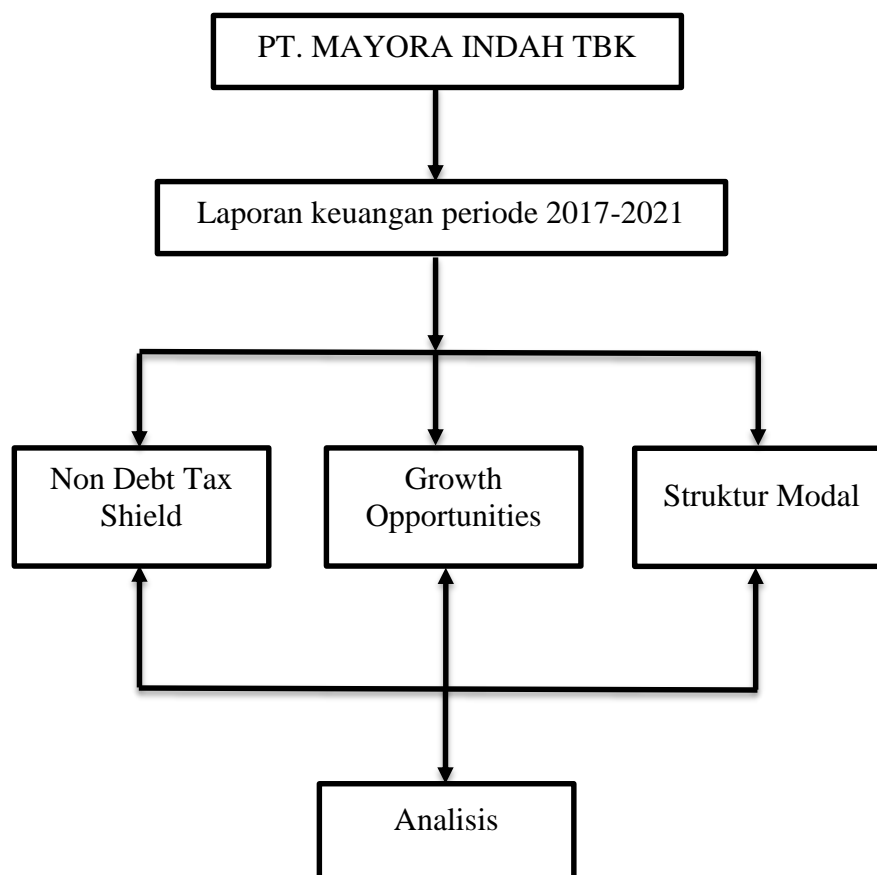 PT. MAYORA INDAH TBK
Laporan keuangan periode 2017-2021
Non Debt Tax
Shield
Growth
Opportunities
Struktur Modal
Analisis